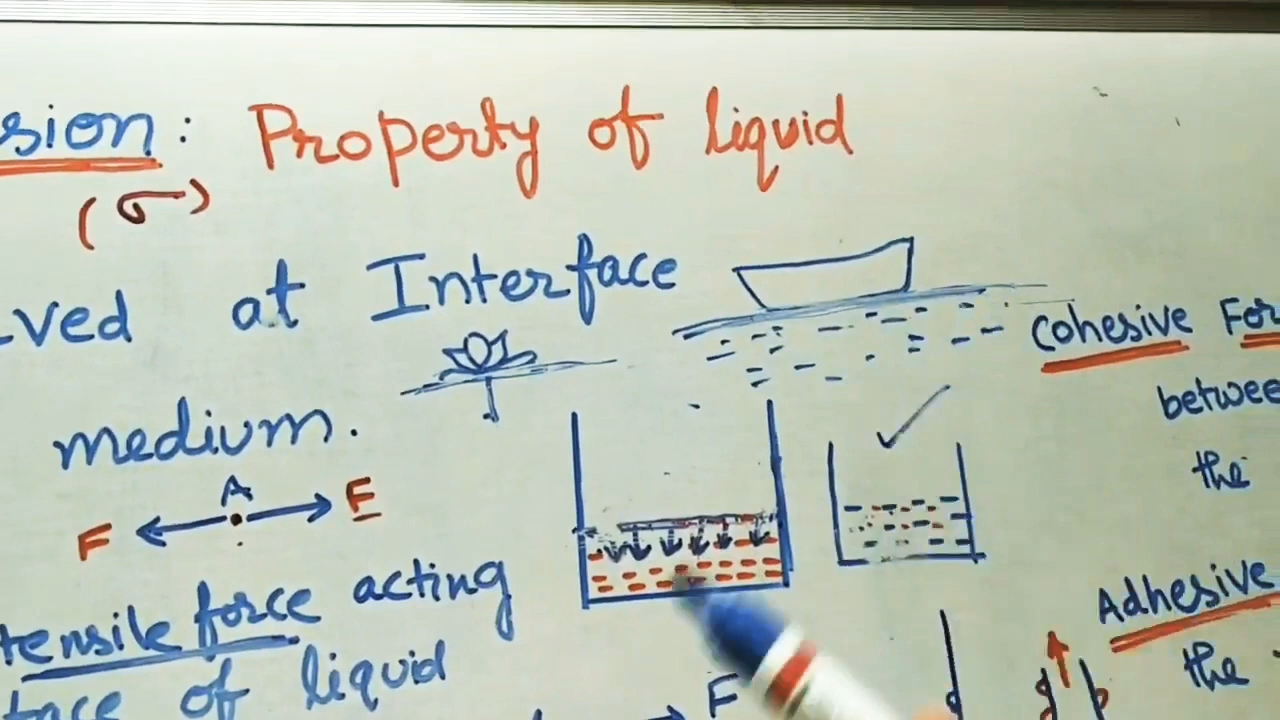 sion: Property of liquid
(σ)
ved at Interface
medium.
F A F
tensile force acting
of liquid
F
Cohesive For
betwee
the
Adhesive
the